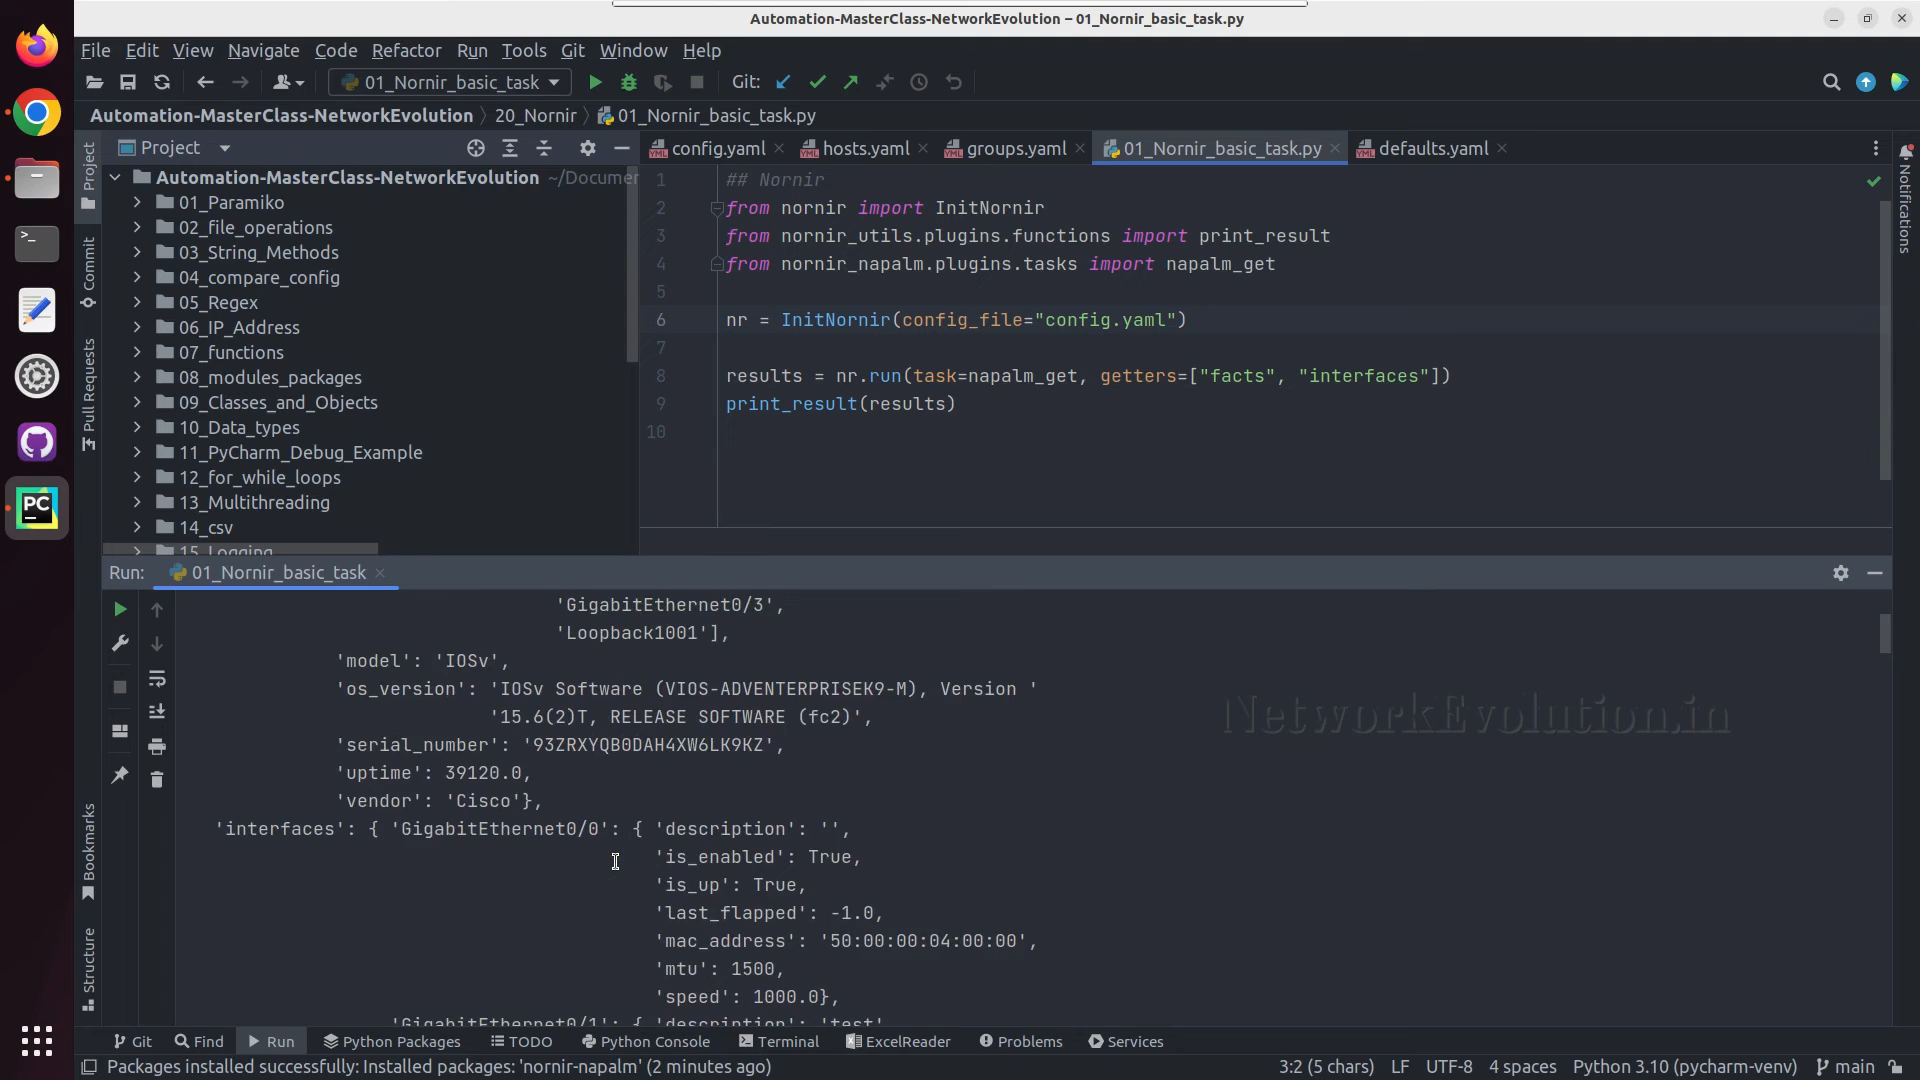 Automation-MasterClass-NetworkEvolution – 01_Nornir_basic_task.py
File Edit View Navigate Code Refactor Run Tools Git Window Help
01_Nornir_basic_task Git:
Automation-MasterClass-NetworkEvolution 20_Nornir 01_Nornir_basic_task.py
Project
config.yaml hosts.yaml groups.yaml 01_Nornir_basic_task.py defaults.yaml
Automation-MasterClass-NetworkEvolution ~/Documen
01_Paramiko
02_file_operations
03_String_Methods
04_compare_config
05_Regex
06_IP_Address
07_functions
08_modules_packages
09_Classes_and_Objects
10_Data_types
11_PyCharm_Debug_Example
12_for_while_loops
13_Multithreading
14_csv
15_Logging
1 ## Nornir
2 from nornir import InitNornir
3 from nornir_utils.plugins.functions import print_result
4 from nornir_napalm.plugins.tasks import napalm_get
5
6 nr = InitNornir(config_file="config.yaml")
7
8 results = nr.run(task=napalm_get, getters=["facts", "interfaces"])
9 print_result(results)
10
Project
Commit
Pull Requests
Bookmarks
Structure
Notifications
Run: 01_Nornir_basic_task
'GigabitEthernet0/3',
'Loopback1001'],
'model': 'IOSv',
'os_version': 'IOSv Software (VIOS-ADVENTERPRISEK9-M), Version '
'15.6(2)T, RELEASE SOFTWARE (fc2)',
'serial_number': '93ZRXYQB0DAH4XW6LK9KZ',
'uptime': 39120.0,
'vendor': 'Cisco'},
'interfaces': { 'GigabitEthernet0/0': { 'description': '',
'is_enabled': True,
'is_up': True,
'last_flapped': -1.0,
'mac_address': '50:00:00:04:00:00',
'mtu': 1500,
'speed': 1000.0},
'GigabitEthernet0/1': { 'description': 'test'
NetworkEvolution.in
Git Find Run Python Packages TODO Python Console Terminal ExcelReader Problems Services
Packages installed successfully: Installed packages: 'nornir-napalm' (2 minutes ago) 3:2 (5 chars) LF UTF-8 4 spaces Python 3.10 (pycharm-venv) main